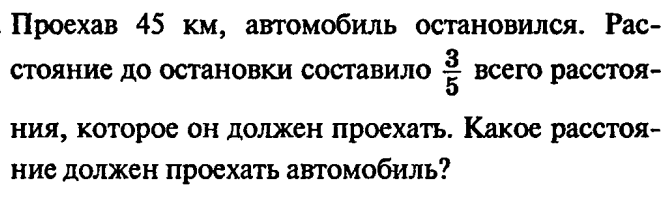 Проехав 45 км, автомобиль остановился. Рас-
стояние до остановки составило 3/5 всего расстоя-
ния, которое он должен проехать. Какое расстоя-
ние должен проехать автомобиль?